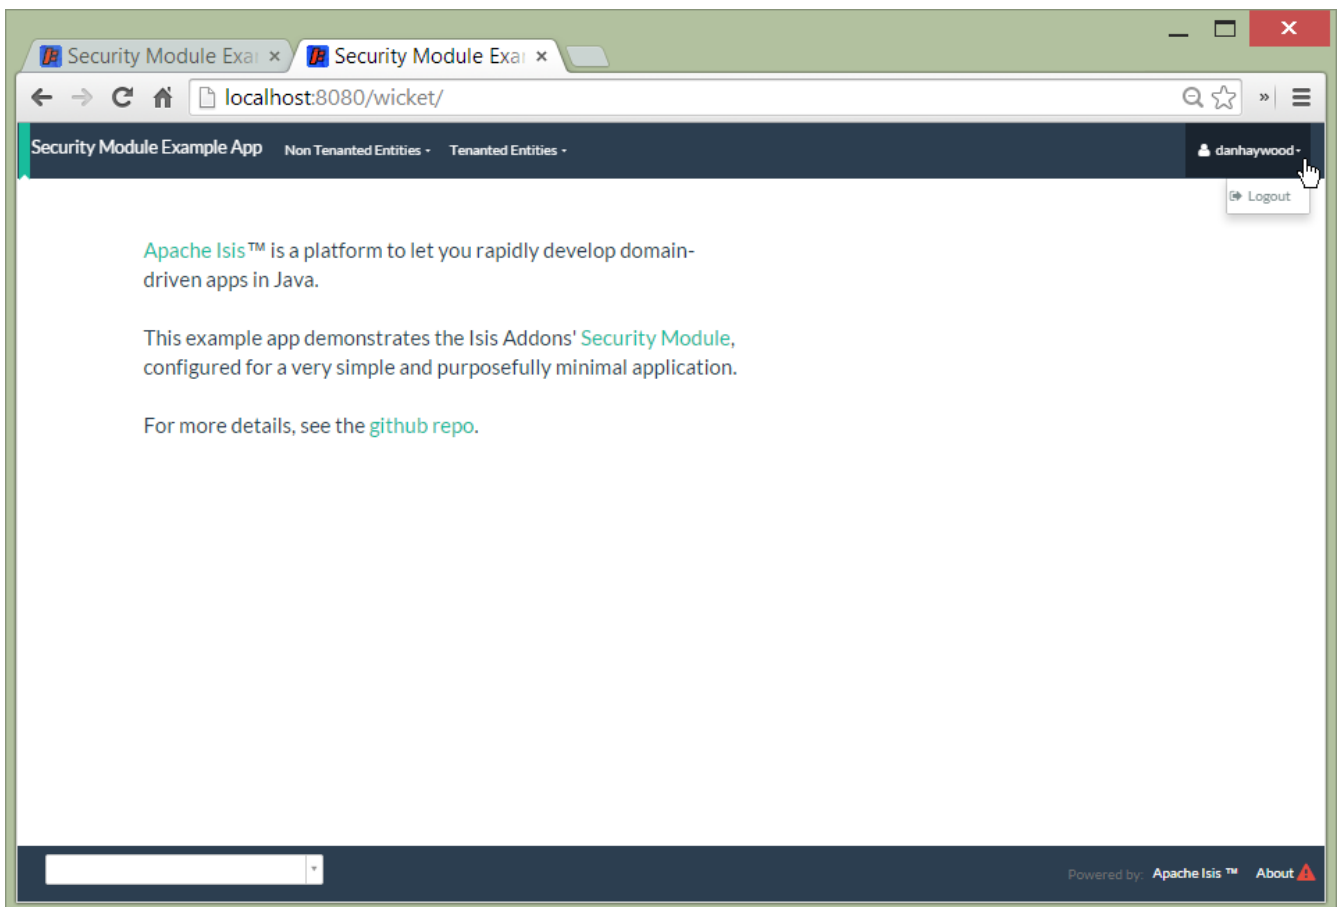 Security Module Exa
Security Module Exa
localhost:8080/wicket/
Security Module Example App Non Tenanted Entities Tenanted Entities danhaywood
Logout
Apache Isis™ is a platform to let you rapidly develop domain-
driven apps in Java.
This example app demonstrates the Isis Addons' Security Module,
configured for a very simple and purposefully minimal application.
For more details, see the github repo.
Powered by: Apache Isis ™ About